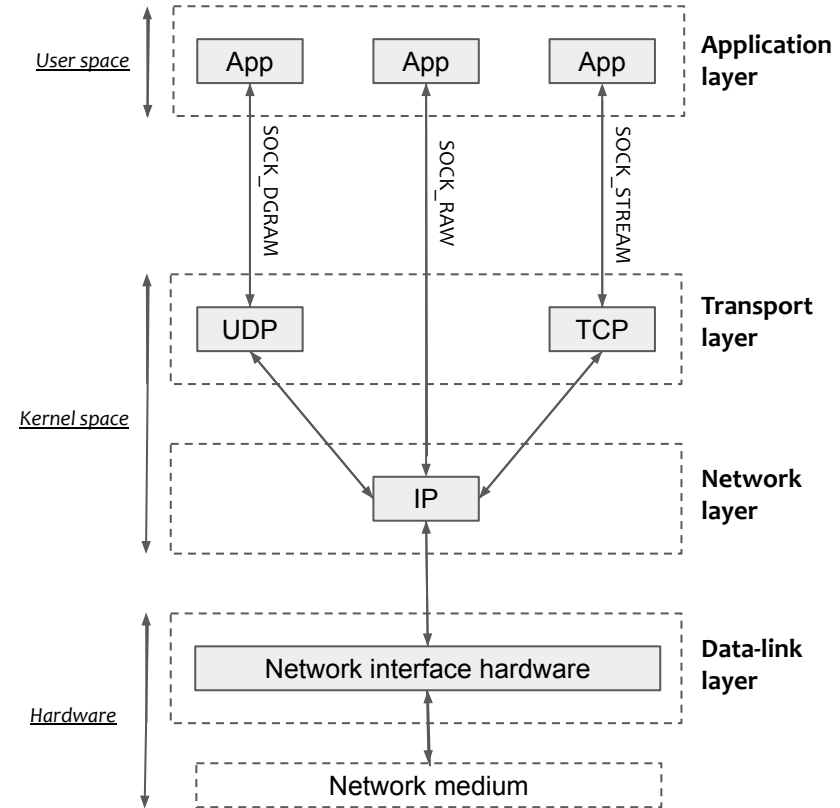 User space
App
App
App
Application
layer
SOCK_DGRAM
SOCK_RAW
SOCK_STREAM
Kernel space
UDP
TCP
Transport
layer
IP
Network
layer
Hardware
Network interface hardware
Data-link
layer
Network medium